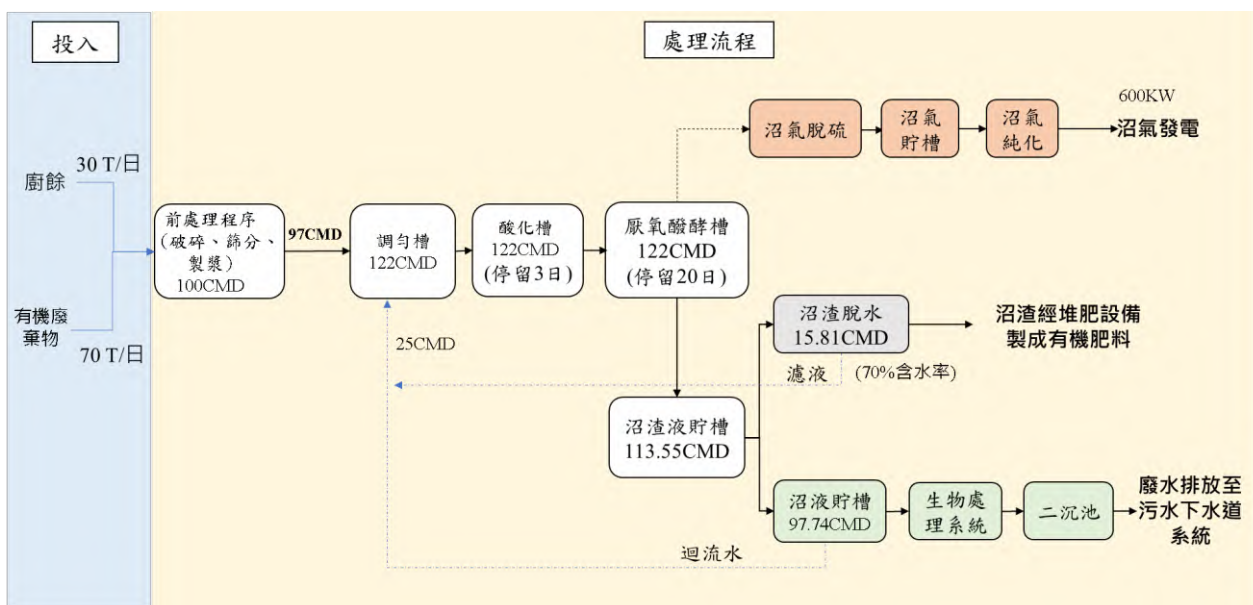 投入
處理流程
廚餘
30 T/日
有機廢
棄物
70 T/日
前處理程序
(破碎、篩分、
製漿)
100CMD
97CMD
調勻槽
122CMD
酸化槽
122CMD
(停留3日)
厭氧醱酵槽
122CMD
(停留20日)
沼氣脫硫
沼氣
貯槽
沼氣
純化
600KW
沼氣發電
25CMD
沼渣脫水
15.81CMD
濾液
(70%含水率)
沼渣經堆肥設備
製成有機肥料
沼渣液貯槽
113.55CMD
沼液貯槽
97.74CMD
生物處
理系統
二沉池
廢水排放至
污水下水道
系統
迴流水